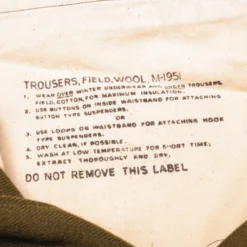 TROUSERS, FIELD, WOOL, M-1951
1. WEAR OVER WINTER UNDERWEAR AND UNDER TROUSERS,
FIELD, COTTON, FOR MAXIMUM INSULATION.
2. USE BUTTONS ON INSIDE WAISTBAND FOR ATTACHING
BUTTON TYPE SUSPENDERS.
OR
3. USE LOOPS ON WAISTBAND FOR ATTACHING HOOK
TYPE SUSPENDERS.
4. DRY CLEAN, IF POSSIBLE.
5. WASH AT LOW TEMPERATURE FOR SHORT TIME;
EXTRACT THOROUGHLY AND DRY.
DO NOT REMOVE THIS LABEL